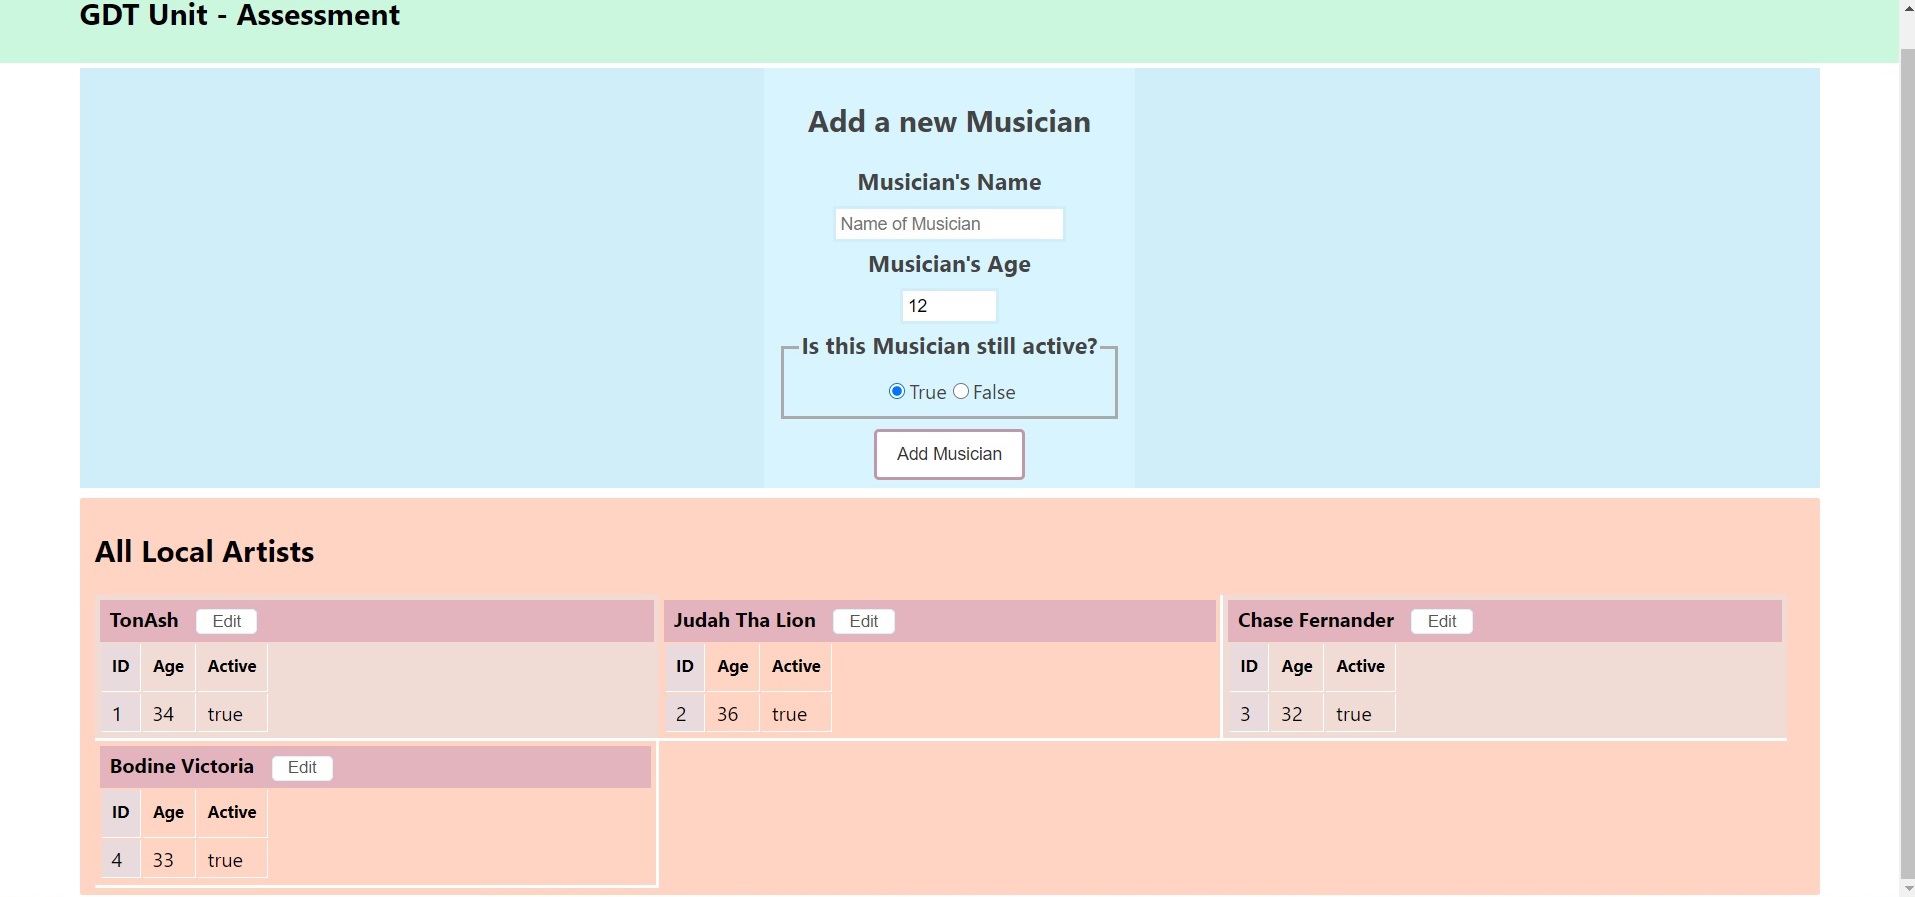 GDT Unit - Assessment
Add a new Musician
Musician's Name
Name of Musician
Musician's Age
12
Is this Musician still active?
True False
Add Musician
All Local Artists
TonAsh Edit
ID Age Active
1 34 true
Judah Tha Lion Edit
ID Age Active
2 36 true
Chase Fernander Edit
ID Age Active
3 32 true
Bodine Victoria Edit
ID Age Active
4 33 true